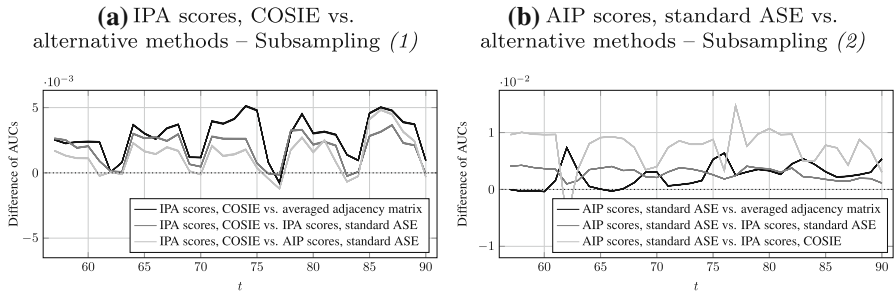 (a) IPA scores, COSIE vs.
alternative methods – Subsampling (1)
·10⁻³
5
0
−5
Difference of AUCs
60 65 70 75 80 85 90
t
IPA scores, COSIE vs. averaged adjacency matrix
IPA scores, COSIE vs. IPA scores, standard ASE
IPA scores, COSIE vs. AIP scores, standard ASE
(b) AIP scores, standard ASE vs.
alternative methods – Subsampling (2)
·10⁻²
1
0
−1
Difference of AUCs
60 65 70 75 80 85 90
t
AIP scores, standard ASE vs. averaged adjacency matrix
AIP scores, standard ASE vs. IPA scores, standard ASE
AIP scores, standard ASE vs. IPA scores, COSIE